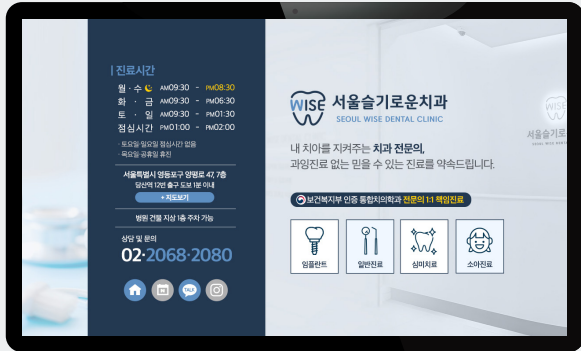 진료시간
월 · 수 AM09:30 - PM08:30
화 · 금 AM09:30 - PM06:30
토 · 일 AM09:30 - PM01:30
점심시간 PM01:00 - PM02:00
· 토요일·일요일 점심시간 없음
· 목요일·공휴일 휴진
서울특별시 영등포구 양평로 47, 7층
당산역 12번 출구 도보 1분 이내
+ 지도보기
병원 건물 지상 1층 주차 가능
상담 및 문의
02·2068·2080
TALK
WISE 서울슬기로운치과
SEOUL WISE DENTAL CLINIC
내 치아를 지켜주는 치과 전문의,
과잉진료 없는 믿을 수 있는 진료를 약속드립니다.
보건복지부 인증 통합치의학과 전문의 1:1 책임진료
임플란트
일반진료
심미치료
소아진료
WISE
서울슬기로
SEOUL WISE DEN